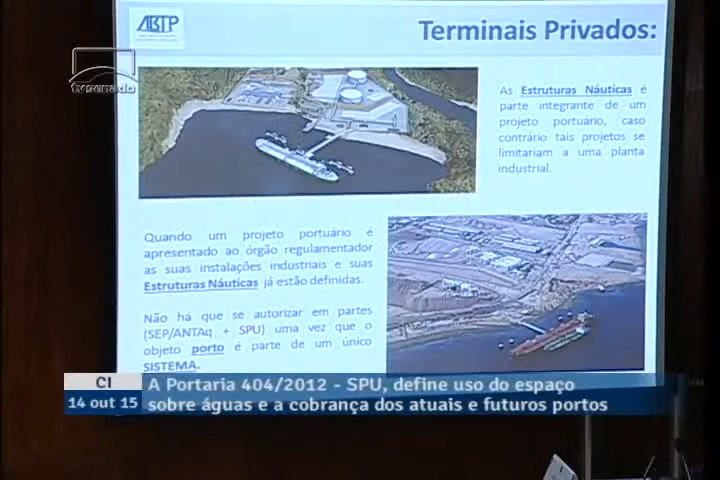 ABTP
Terminais Privados:
tv senado
As Estruturas Náuticas é
parte integrante de um
projeto portuário, caso
contrário tais projetos se
limitariam a uma planta
industrial.
Quando um projeto portuário é
apresentado ao órgão regulamentador
as suas instalações industriais e suas
Estruturas Náuticas já estão definidas.
Não há que se autorizar em partes
(SEP/ANTAq + SPU) uma vez que o
objeto porto é parte de um único
SISTEMA.
CI
14 out 15
A Portaria 404/2012 - SPU, define uso do espaço
sobre águas e a cobrança dos atuais e futuros portos